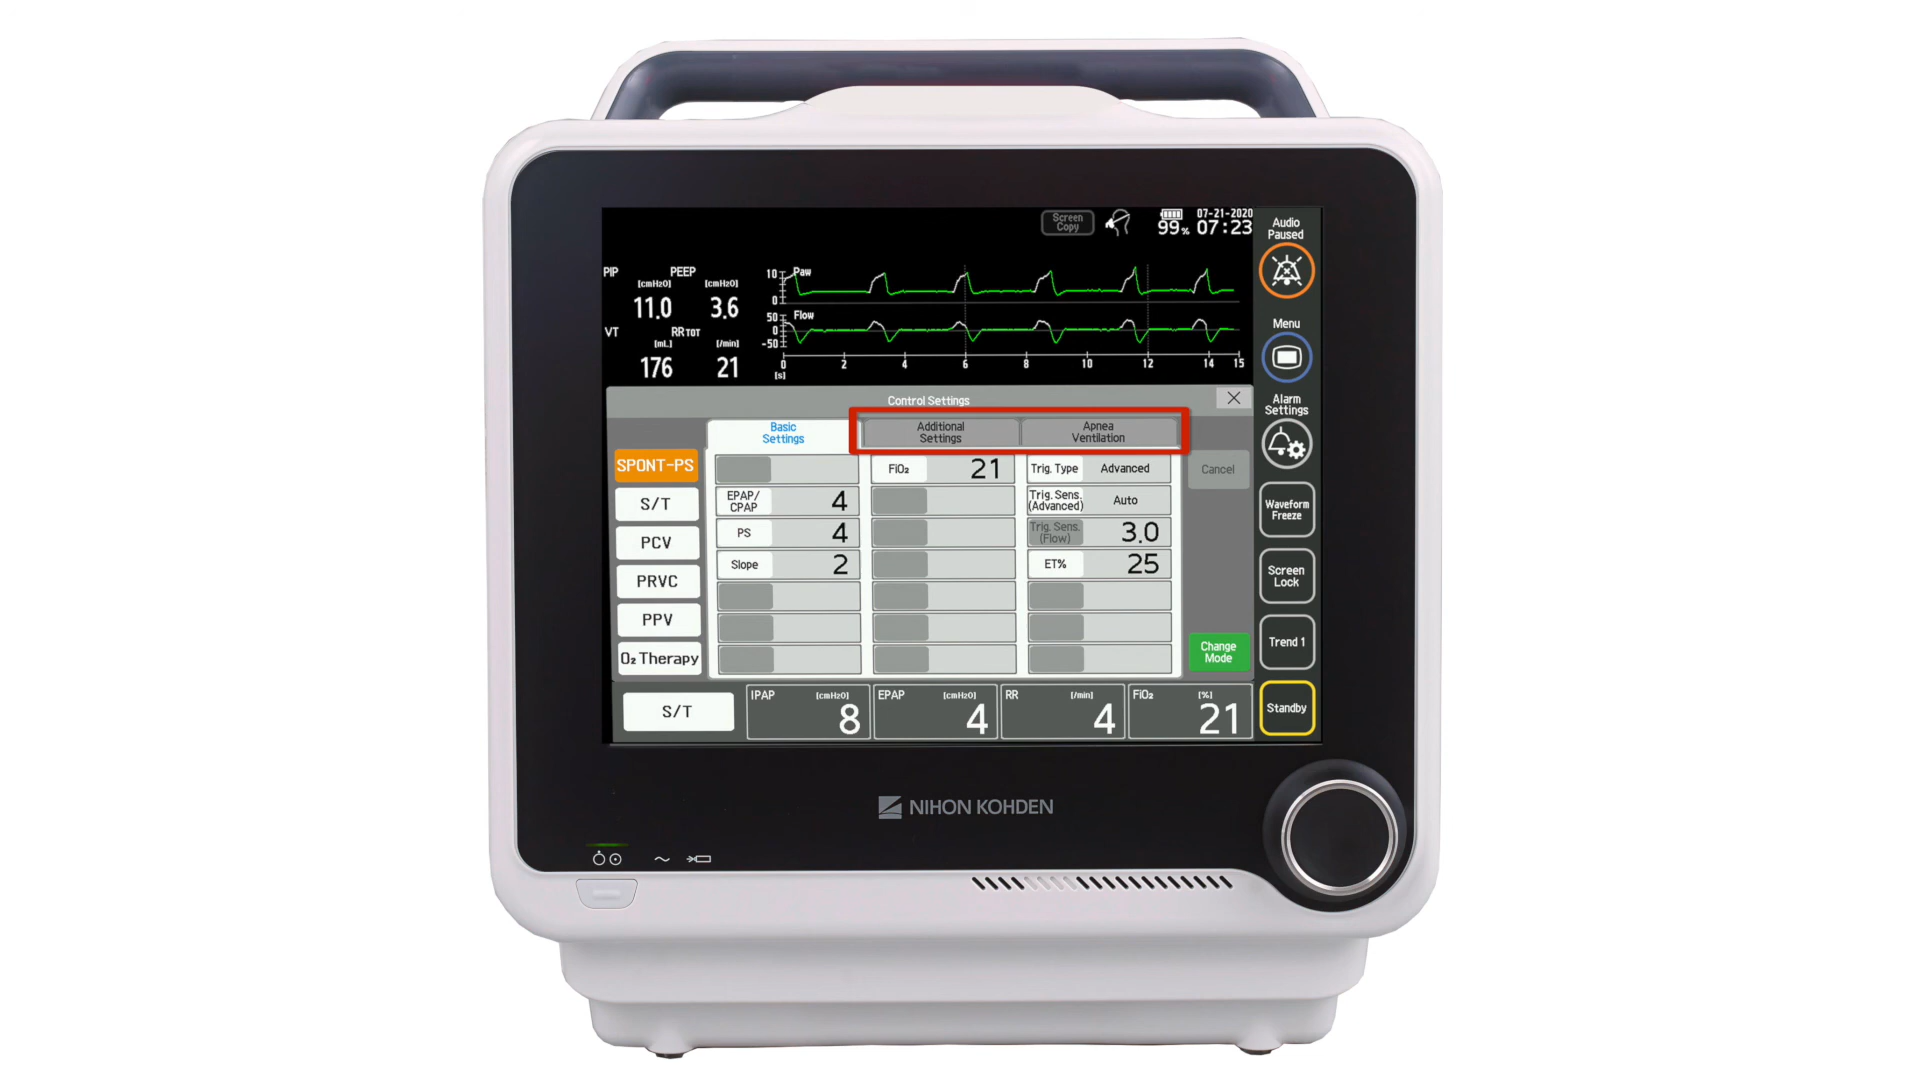 Screen
Copy
99%
07-21-2020
07:23
Audio
Paused
PIP
[cmH2O]
11.0
PEEP
[cmH2O]
3.6
VT
[mL]
176
RR TOT
[/min]
21
10
Paw
0
50
Flow
0
-50
0 2 4 6 8 10 12 14 15
[s]
Menu
Alarm
Settings
Waveform
Freeze
Screen
Lock
Trend 1
Standby
Control Settings
Basic
Settings
Additional
Settings
Apnea
Ventilation
SPONT-PS
S/T
PCV
PRVC
PPV
O₂ Therapy
EPAP/
CPAP
4
PS 4
Slope 2
FiO₂ 21
Trig. Type Advanced
Trig. Sens.
(Advanced)
Auto
Trig. Sens.
(Flow)
3.0
ET% 25
Cancel
Change
Mode
S/T
IPAP [cmH2O]
8
EPAP [cmH2O]
4
RR [/min]
4
FiO₂ [%]
21
NIHON KOHDEN